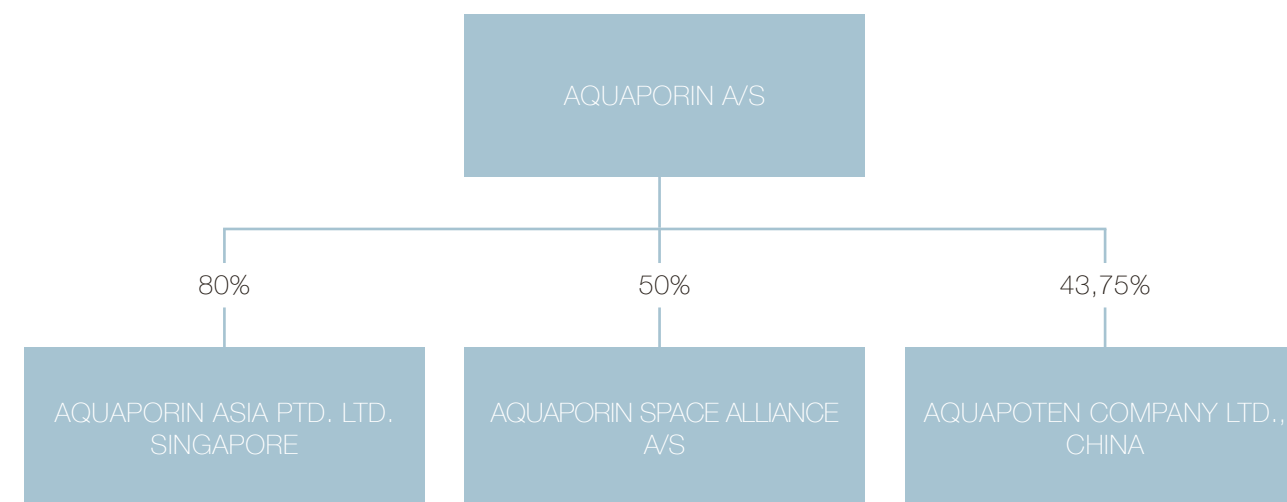 AQUAPORIN A/S
80%
50%
43,75%
AQUAPORIN ASIA PTD. LTD.
SINGAPORE
AQUAPORIN SPACE ALLIANCE
A/S
AQUAPOTEN COMPANY LTD.,
CHINA